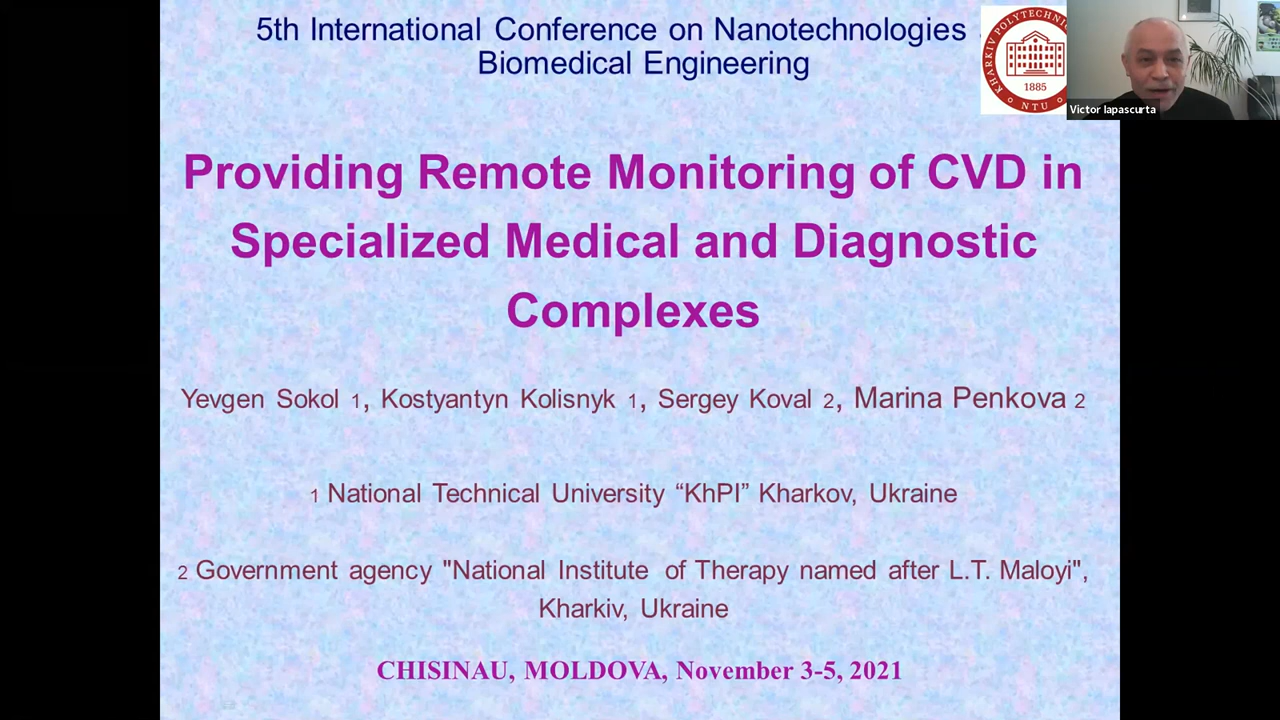 5th International Conference on Nanotechnologies
Biomedical Engineering
KHARKIV POLYTECHNIC
1885
NTU
Victor Iapascurta
Providing Remote Monitoring of CVD in
Specialized Medical and Diagnostic
Complexes
Yevgen Sokol 1, Kostyantyn Kolisnyk 1, Sergey Koval 2, Marina Penkova 2
1 National Technical University “KhPI” Kharkov, Ukraine
2 Government agency "National Institute of Therapy named after L.T. Maloyi",
Kharkiv, Ukraine
CHISINAU, MOLDOVA, November 3-5, 2021